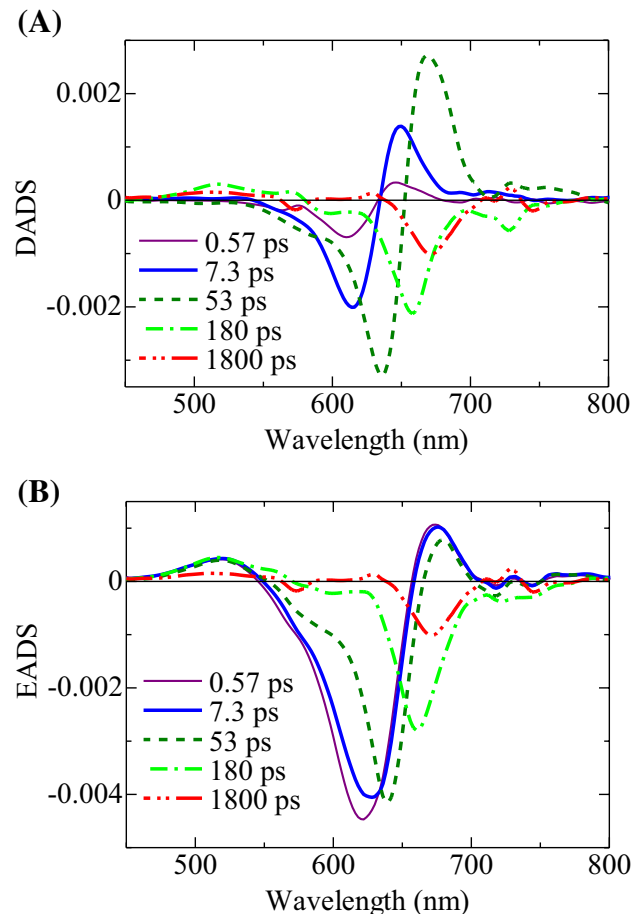 (A)
0.002
0
-0.002
DADS
0.57 ps
7.3 ps
53 ps
180 ps
1800 ps
500 600 700 800
Wavelength (nm)
(B)
0
-0.002
-0.004
EADS
0.57 ps
7.3 ps
53 ps
180 ps
1800 ps
500 600 700 800
Wavelength (nm)